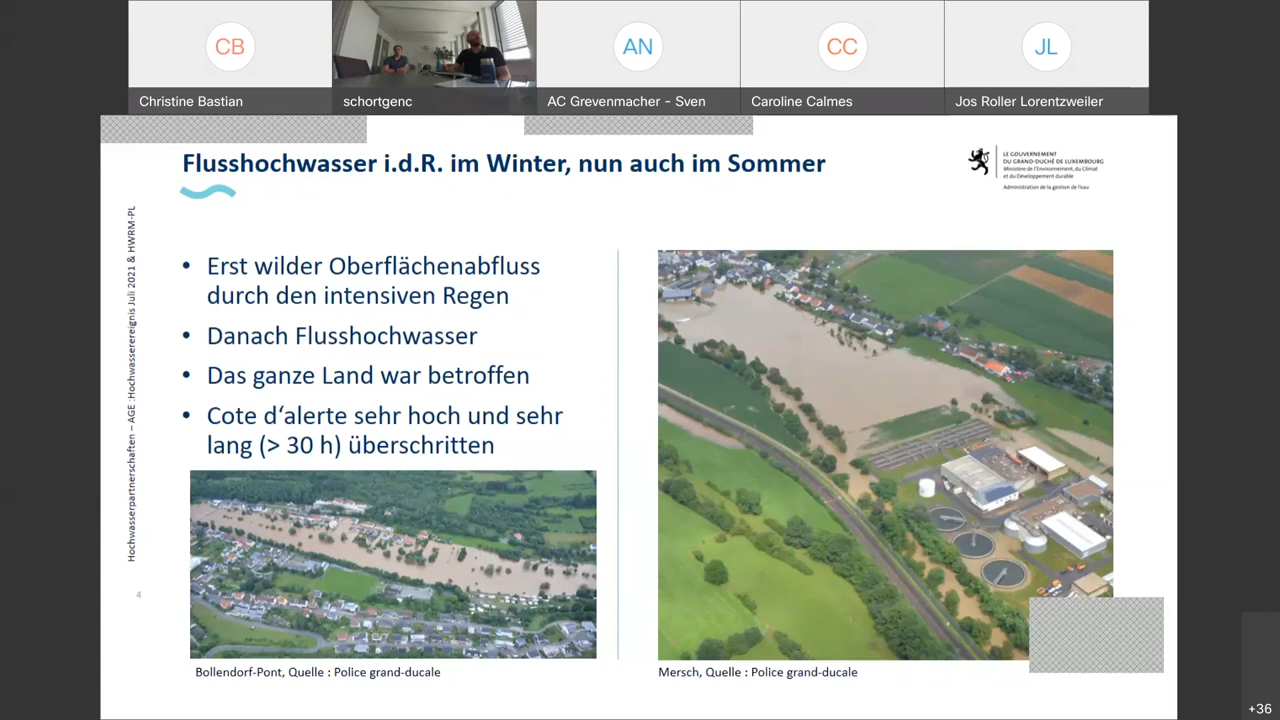 CB
AN
CC
JL
Christine Bastian
schortgenc
AC Grevenmacher - Sven
Caroline Calmes
Jos Roller Lorentzweiler
Flusshochwasser i.d.R. im Winter, nun auch im Sommer
LE GOUVERNEMENT
DU GRAND-DUCHÉ DE LUXEMBOURG
Ministère de l'Environnement, du Climat
et du Développement durable
Administration de la gestion de l'eau
Hochwasserpartnerschaften – AGE :Hochwasserereignis Juli 2021 & HWRM-PL
• Erst wilder Oberflächenabfluss
durch den intensiven Regen
• Danach Flusshochwasser
• Das ganze Land war betroffen
• Cote d‘alerte sehr hoch und sehr
lang (> 30 h) überschritten
4
Bollendorf-Pont, Quelle : Police grand-ducale
Mersch, Quelle : Police grand-ducale
+36